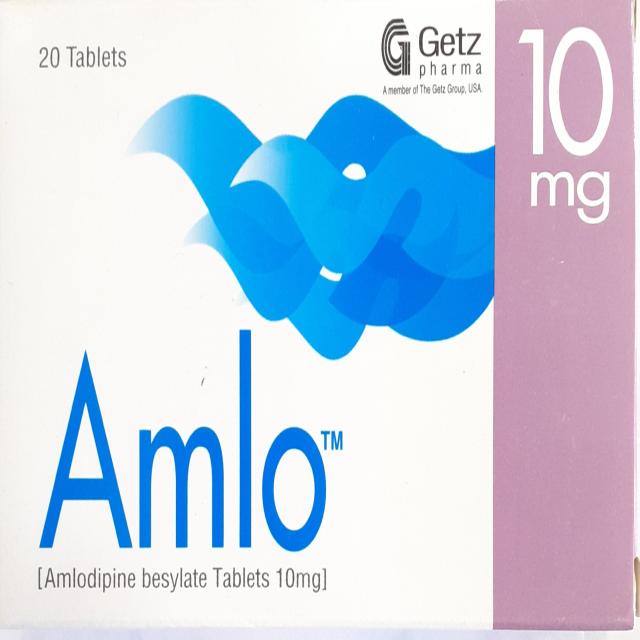 20 Tablets
Getz
pharma
A member of The Getz Group, USA.
10
mg
Amlo™
[Amlodipine besylate Tablets 10mg]